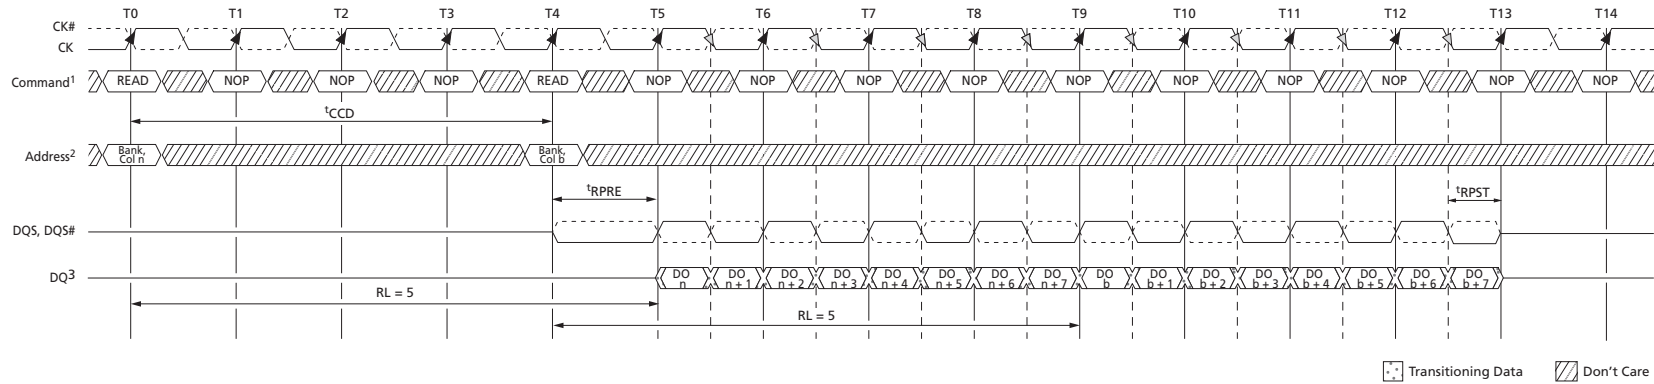 T0 T1 T2 T3 T4 T5 T6 T7 T8 T9 T10 T11 T12 T13 T14
CK#
CK
Command1 READ NOP NOP NOP READ NOP NOP NOP NOP NOP NOP NOP NOP NOP NOP
tCCD
Address2 Bank, Col n Bank, Col b
tRPRE tRPST
DQS, DQS#
DQ3 DO n DO n + 1 DO n + 2 DO n + 3 DO n + 4 DO n + 5 DO n + 6 DO n + 7 DO b DO b + 1 DO b + 2 DO b + 3 DO b + 4 DO b + 5 DO b + 6 DO b + 7
RL = 5
RL = 5
Transitioning Data Don't Care